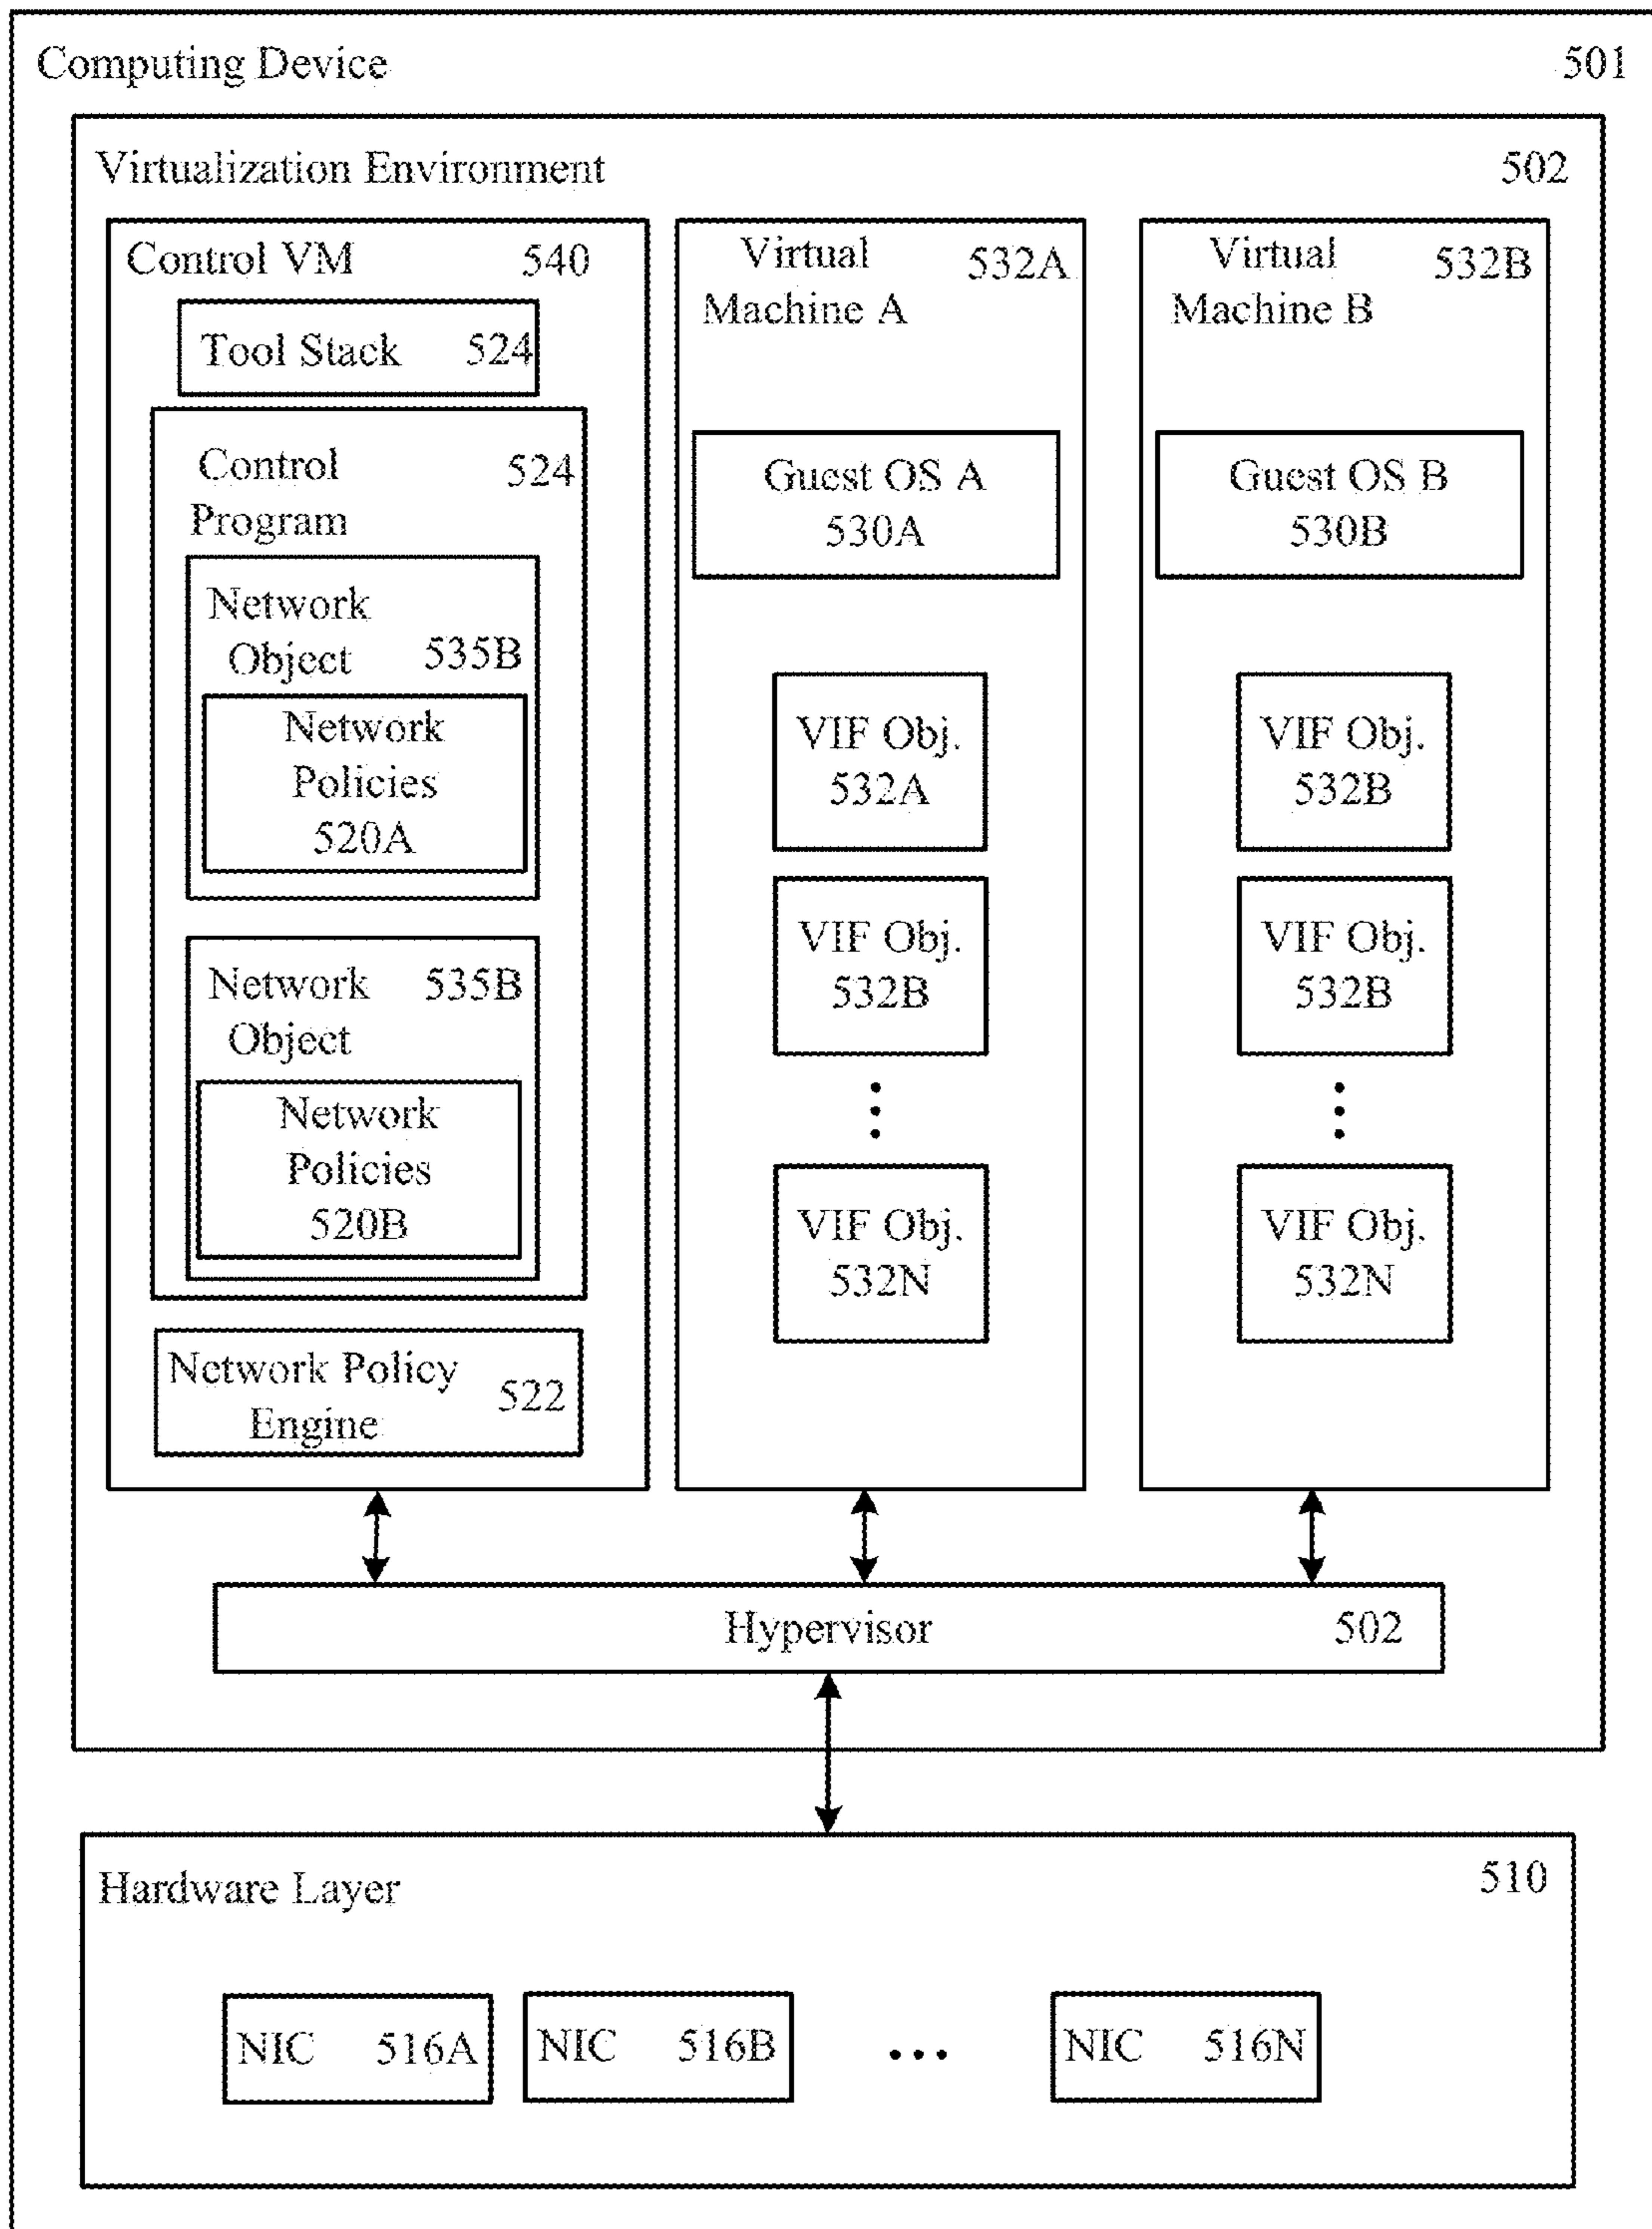 Computing Device 501
Virtualization Environment 502
Control VM 540
Tool Stack 524
Control 524
Program
Network
Object 535B
Network
Policies
520A
Network 535B
Object
Network
Policies
520B
Network Policy
Engine 522
Virtual 532A
Machine A
Guest OS A
530A
VIF Obj.
532A
VIF Obj.
532B
VIF Obj.
532N
Virtual 532B
Machine B
Guest OS B
530B
VIF Obj.
532B
VIF Obj.
532B
VIF Obj.
532N
Hypervisor 502
Hardware Layer 510
NIC 516A
NIC 516B
...
NIC 516N